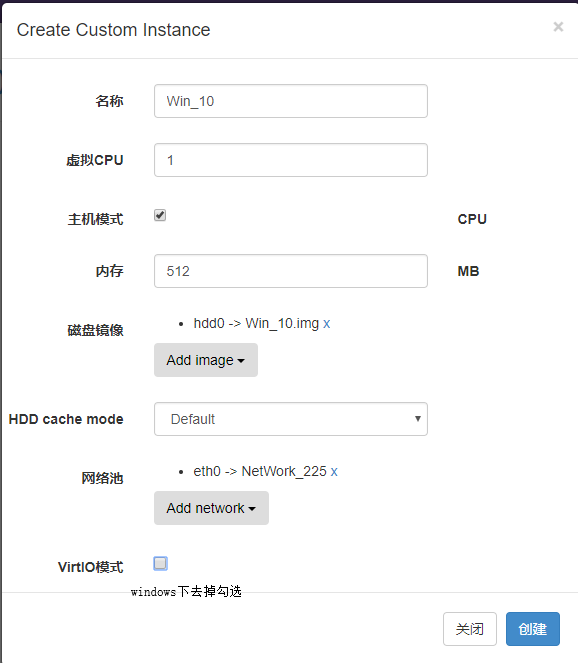 Create Custom Instance ×
名称 Win_10
虚拟CPU 1
主机模式 CPU
内存 512 MB
磁盘镜像 hdd0 -> Win_10.img x
Add image
HDD cache mode Default
网络池 eth0 -> NetWork_225 x
Add network
VirtIO模式
windows下去掉勾选
关闭 创建